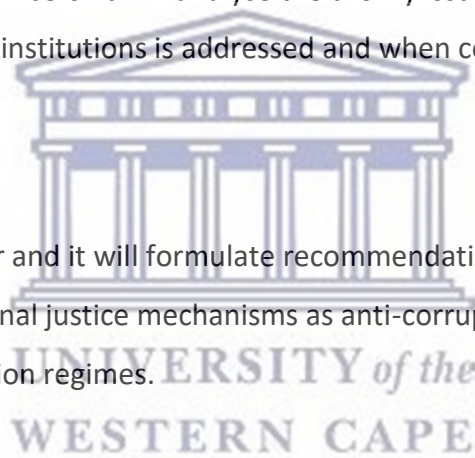 institutions is addressed and when co
r and it will formulate recommendati
nal justice mechanisms as anti-corrup
ion regimes.
UNIVERSITY of the
WESTERN CAPE